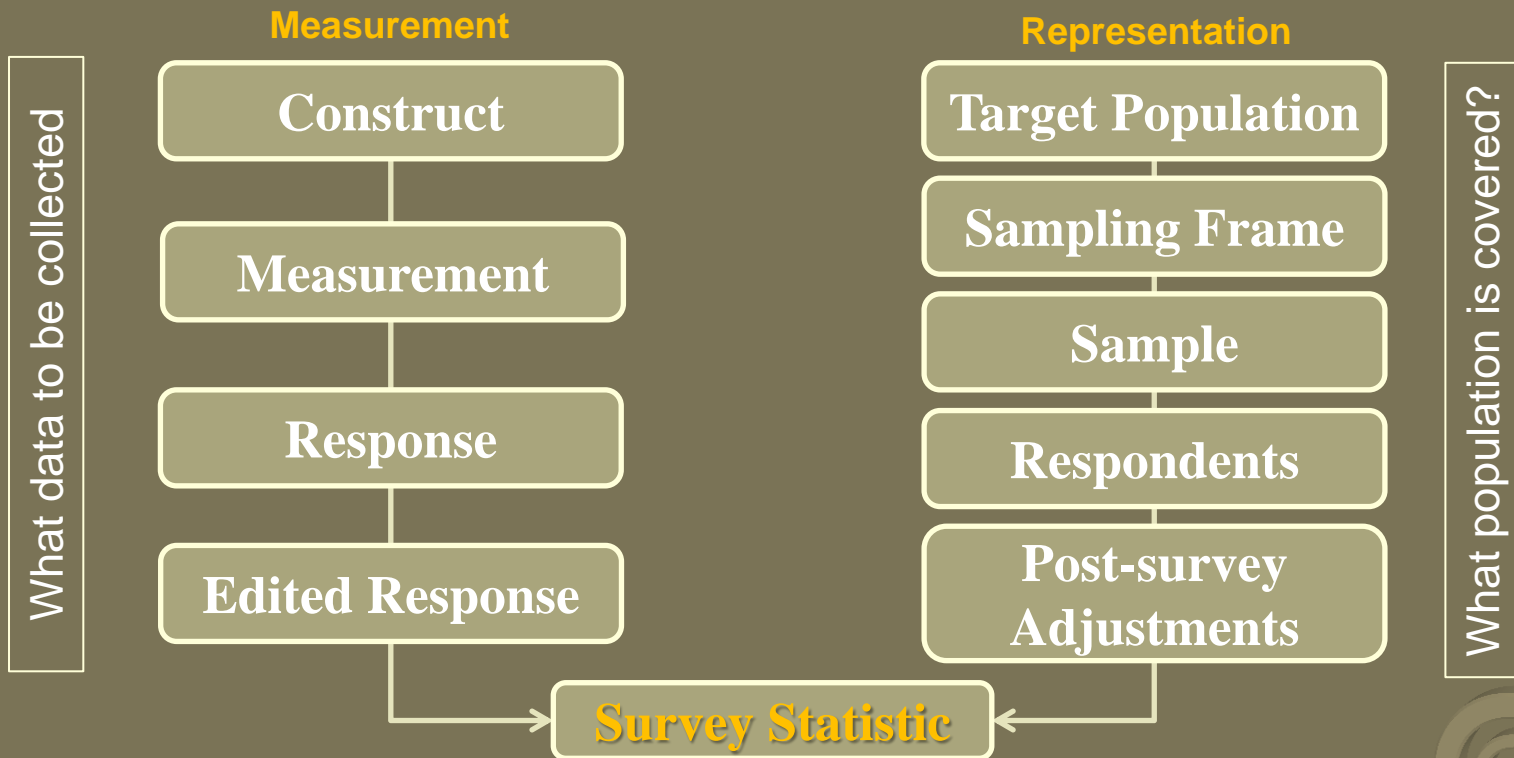 Measurement
Representation
What data to be collected
Construct
Measurement
Response
Edited Response
Target Population
Sampling Frame
Sample
Respondents
Post-survey
Adjustments
What population is covered?
Survey Statistic